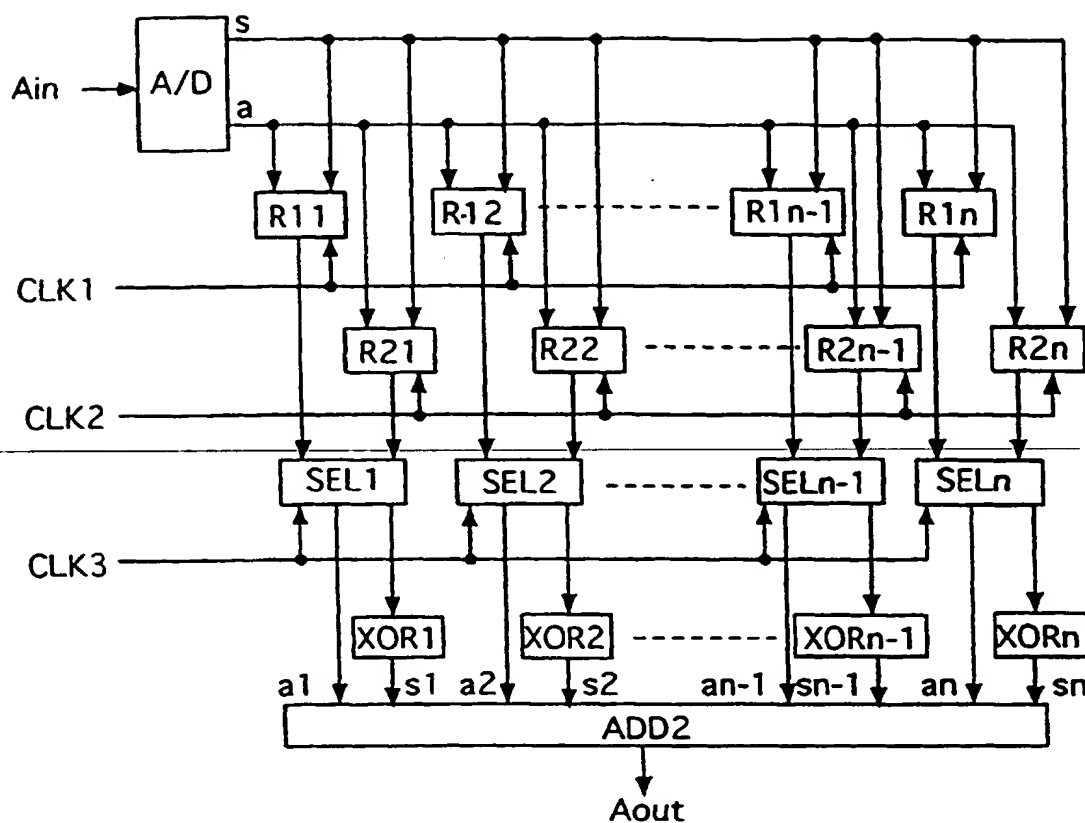 s
Ain A/D
a
R11 R12 R1n-1 R1n
CLK1
R21 R22 R2n-1 R2n
CLK2
SEL1 SEL2 SELn-1 SELn
CLK3
XOR1 XOR2 XORn-1 XORn
a1 s1 a2 s2 an-1 sn-1 an sn
ADD2
Aout